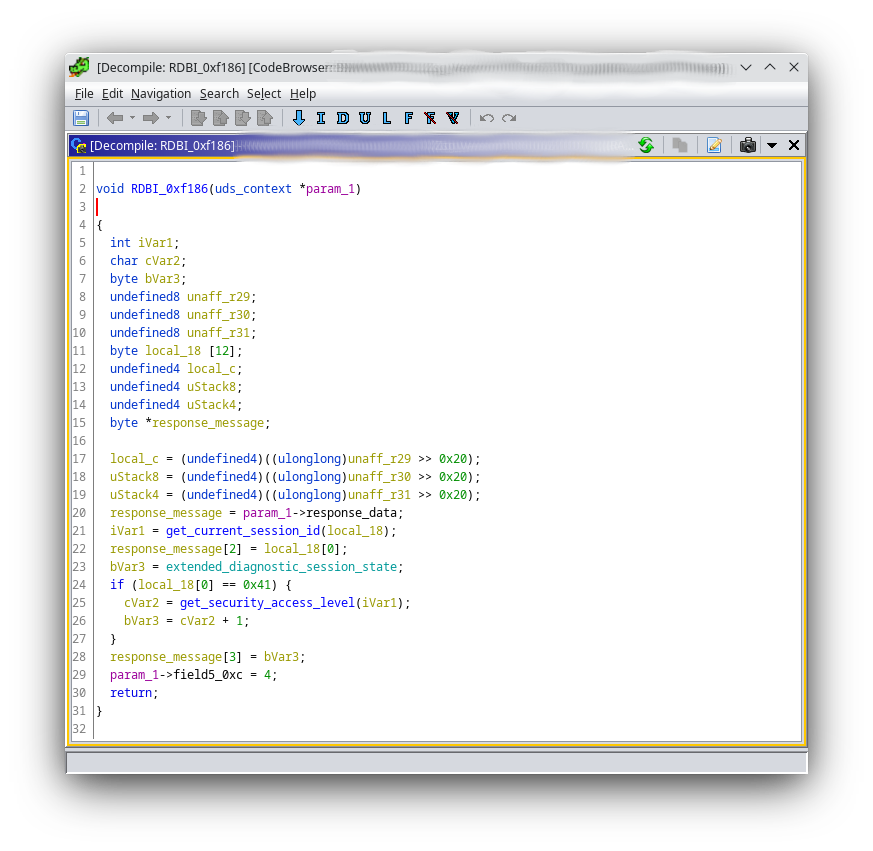 [Decompile: RDBI_0xf186] [CodeBrowser:
File Edit Navigation Search Select Help
I D U L F F V
[Decompile: RDBI_0xf186]
1
2 void RDBI_0xf186(uds_context *param_1)
3
4 {
5   int iVar1;
6   char cVar2;
7   byte bVar3;
8   undefined8 unaff_r29;
9   undefined8 unaff_r30;
10   undefined8 unaff_r31;
11   byte local_18 [12];
12   undefined4 local_c;
13   undefined4 uStack8;
14   undefined4 uStack4;
15   byte *response_message;
16
17   local_c = (undefined4)((ulonglong)unaff_r29 >> 0x20);
18   uStack8 = (undefined4)((ulonglong)unaff_r30 >> 0x20);
19   uStack4 = (undefined4)((ulonglong)unaff_r31 >> 0x20);
20   response_message = param_1->response_data;
21   iVar1 = get_current_session_id(local_18);
22   response_message[2] = local_18[0];
23   bVar3 = extended_diagnostic_session_state;
24   if (local_18[0] == 0x41) {
25     cVar2 = get_security_access_level(iVar1);
26     bVar3 = cVar2 + 1;
27   }
28   response_message[3] = bVar3;
29   param_1->field5_0xc = 4;
30   return;
31 }
32